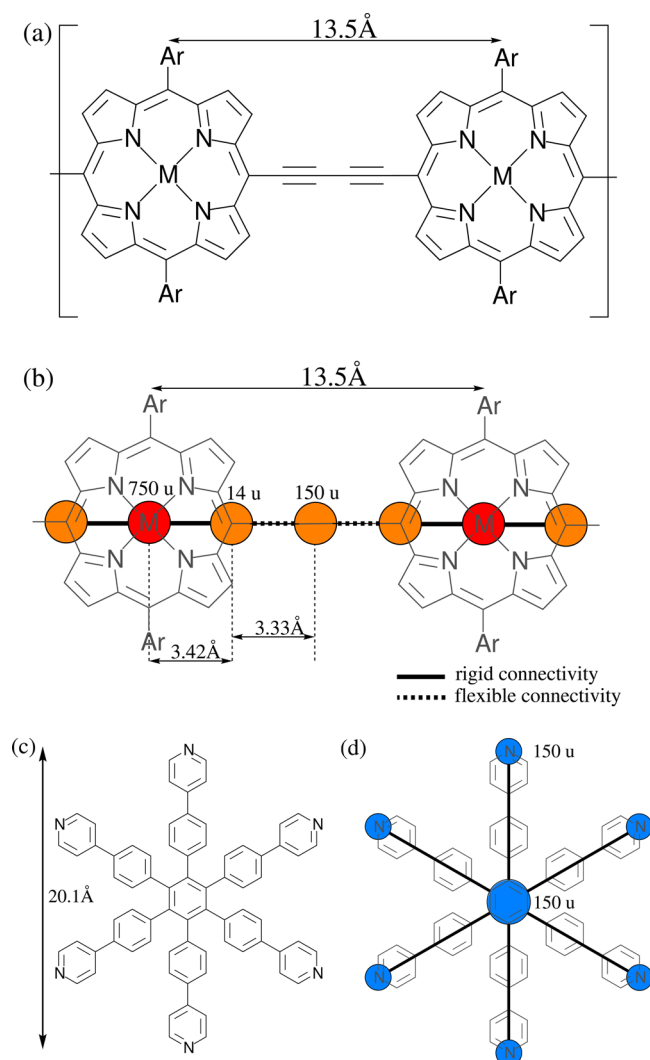 (a)
13.5Å
Ar Ar
N N N N
M M
N N N N
Ar Ar
(b)
13.5Å
Ar Ar
750 u 14 u 150 u
N N N N
M M
N N N N
Ar Ar
3.33Å
3.42Å
rigid connectivity
flexible connectivity
(c) (d)
N N 150 u
N N N N
20.1Å 150 u
N N N N
N N